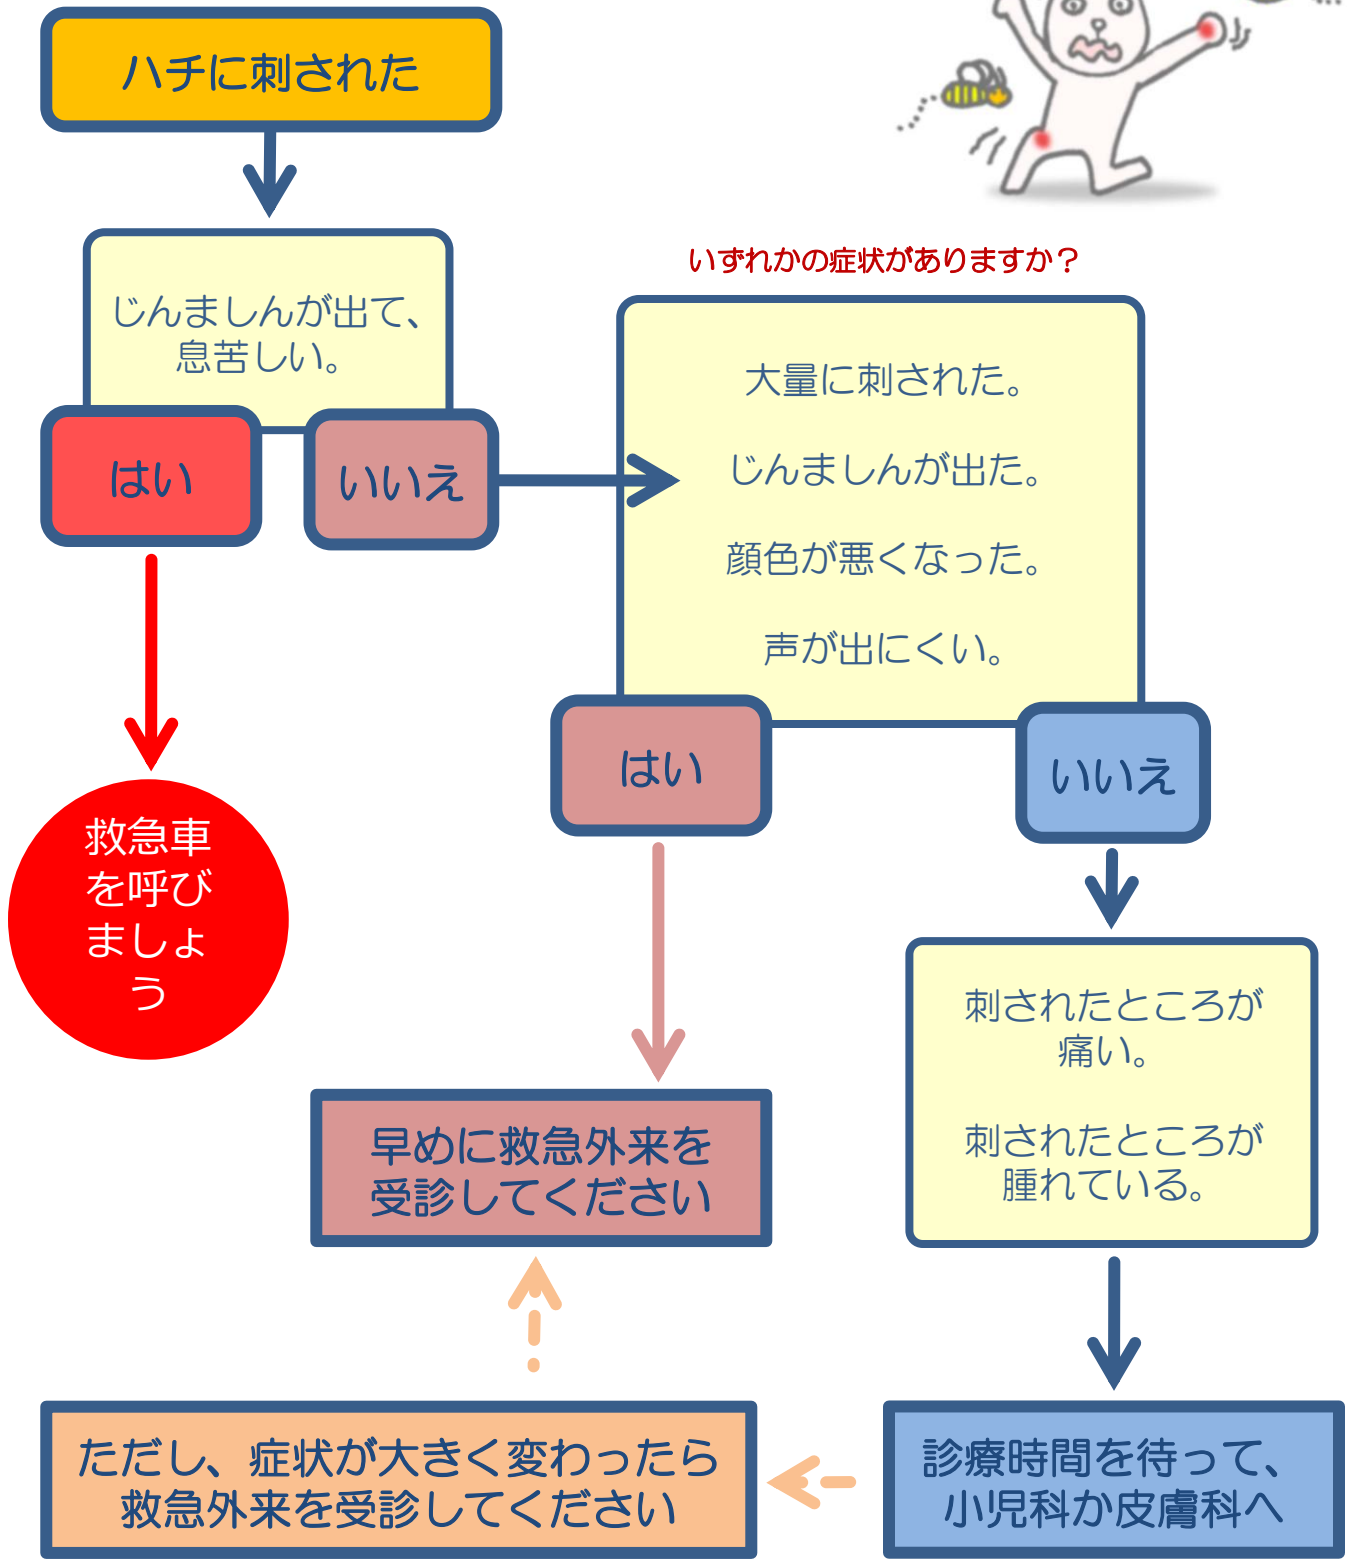 ハチに刺された
じんましんが出て、
息苦しい。
はい
いいえ
いずれかの症状がありますか？
大量に刺された。
じんましんが出た。
顔色が悪くなった。
声が出にくい。
はい
いいえ
救急車
を呼び
ましょ
う
刺されたところが
痛い。
刺されたところが
腫れている。
早めに救急外来を
受診してください
ただし、症状が大きく変わったら
救急外来を受診してください
診療時間を待って、
小児科か皮膚科へ